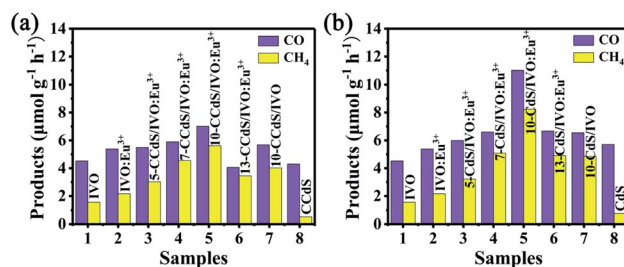 (a)
Products (μmol g⁻¹ h⁻¹)
14
12
10
8
6
4
2
0
CO
CH₄
IVO
IVO:Eu³⁺
5-CCdS/IVO:Eu³⁺
7-CCdS/IVO:Eu³⁺
10-CCdS/IVO:Eu³⁺
13-CCdS/IVO:Eu³⁺
10-CCdS/IVO
CCdS
1 2 3 4 5 6 7 8
Samples
(b)
Products (μmol g⁻¹ h⁻¹)
14
12
10
8
6
4
2
0
CO
CH₄
IVO
IVO:Eu³⁺
5-CdS/IVO:Eu³⁺
7-CdS/IVO:Eu³⁺
10-CdS/IVO:Eu³⁺
13-CdS/IVO:Eu³⁺
10-CdS/IVO
CdS
1 2 3 4 5 6 7 8
Samples